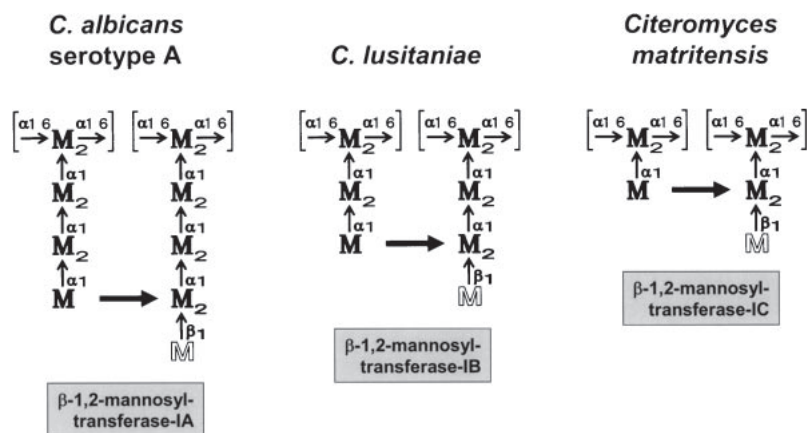 C. albicans
serotype A
C. lusitaniae
Citeromyces
matritensis
[α1 6 M2 α1 6] [α1 6 M2 α1 6]
α1 α1
M2 M2
α1 α1
M2 M2
α1 α1
M M2
β1
M
β-1,2-mannosyl-
transferase-IA
[α1 6 M2 α1 6] [α1 6 M2 α1 6]
α1 α1
M2 M2
α1 α1
M M2
β1
M
β-1,2-mannosyl-
transferase-IB
[α1 6 M2 α1 6] [α1 6 M2 α1 6]
α1 α1
M M2
β1
M
β-1,2-mannosyl-
transferase-IC